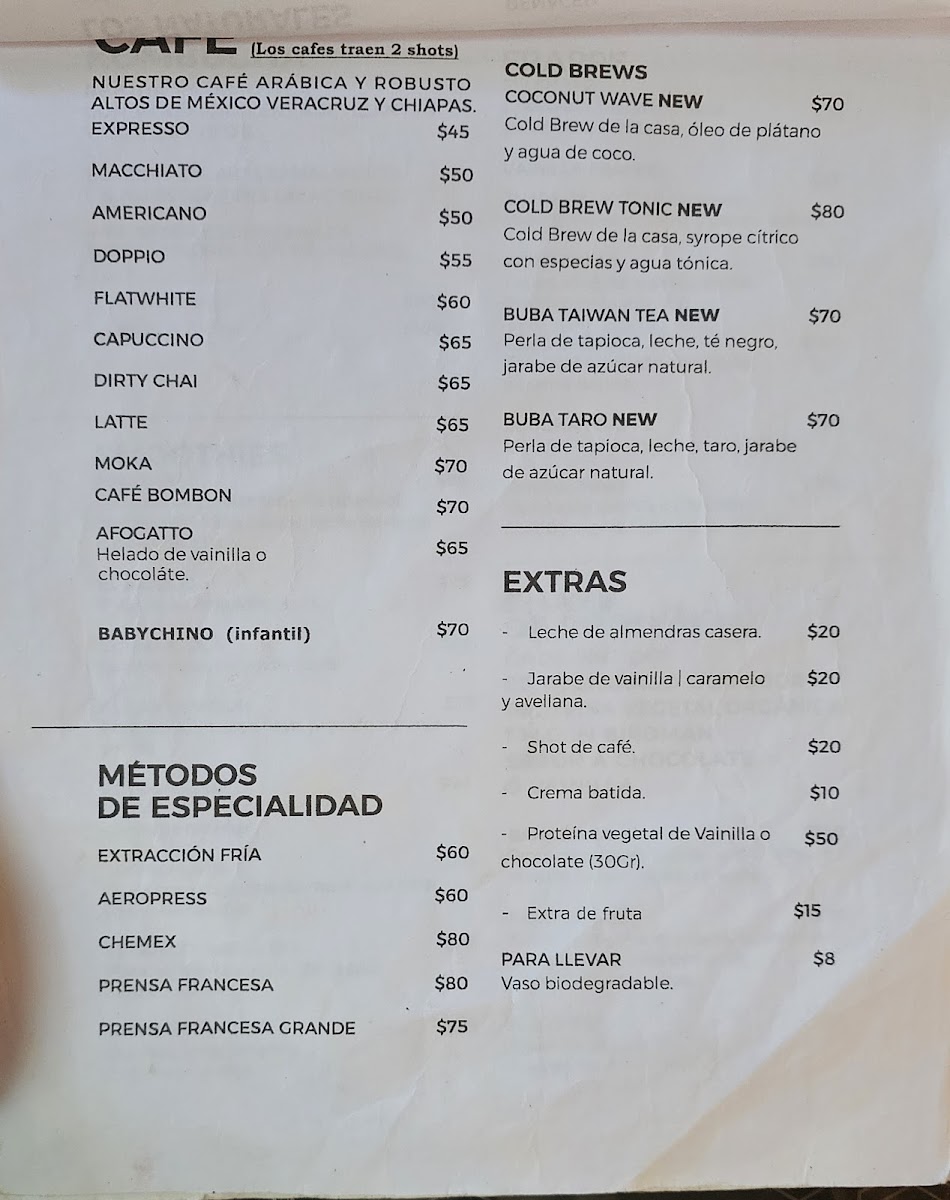 CAFÉ (Los cafes traen 2 shots)
NUESTRO CAFÉ ARÁBICA Y ROBUSTO
ALTOS DE MÉXICO VERACRUZ Y CHIAPAS.
EXPRESSO $45
MACCHIATO $50
AMERICANO $50
DOPPIO $55
FLATWHITE $60
CAPUCCINO $65
DIRTY CHAI $65
LATTE $65
MOKA $70
CAFÉ BOMBON $70
AFOGATTO $65
Helado de vainilla o
chocoláte.
BABYCHINO (infantil) $70
MÉTODOS
DE ESPECIALIDAD
EXTRACCIÓN FRÍA $60
AEROPRESS $60
CHEMEX $80
PRENSA FRANCESA $80
PRENSA FRANCESA GRANDE $75
COLD BREWS
COCONUT WAVE NEW $70
Cold Brew de la casa, óleo de plátano
y agua de coco.
COLD BREW TONIC NEW $80
Cold Brew de la casa, syrope cítrico
con especias y agua tónica.
BUBA TAIWAN TEA NEW $70
Perla de tapioca, leche, té negro,
jarabe de azúcar natural.
BUBA TARO NEW $70
Perla de tapioca, leche, taro, jarabe
de azúcar natural.
EXTRAS
- Leche de almendras casera. $20
- Jarabe de vainilla | caramelo $20
y avellana.
- Shot de café. $20
- Crema batida. $10
- Proteína vegetal de Vainilla o $50
chocolate (30Gr).
- Extra de fruta $15
PARA LLEVAR $8
Vaso biodegradable.